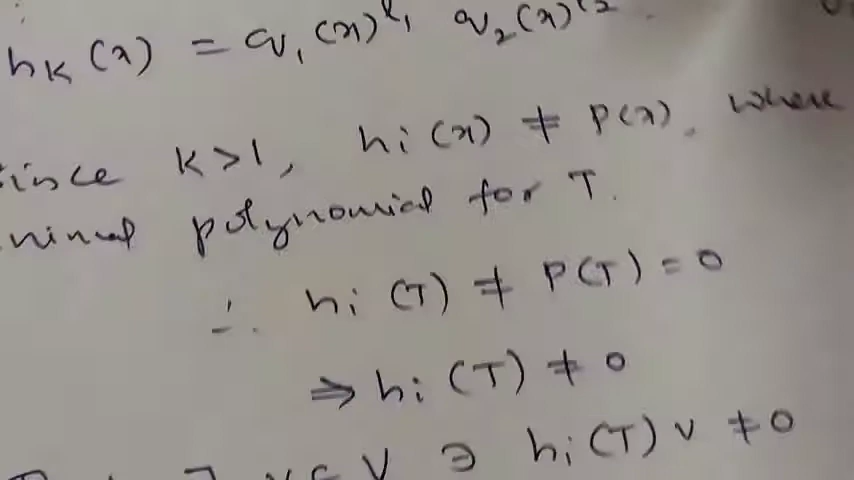 hK(x) = q₁(x)^l₁ q₂(x)^l₂
since K>1, hi(x) ≠ P(x), where
polynomial for T.
∴ hi(T) ≠ P(T) = 0
⇒ hi(T) ≠ 0
∃ v ∈ V ∋ hi(T) v ≠ 0